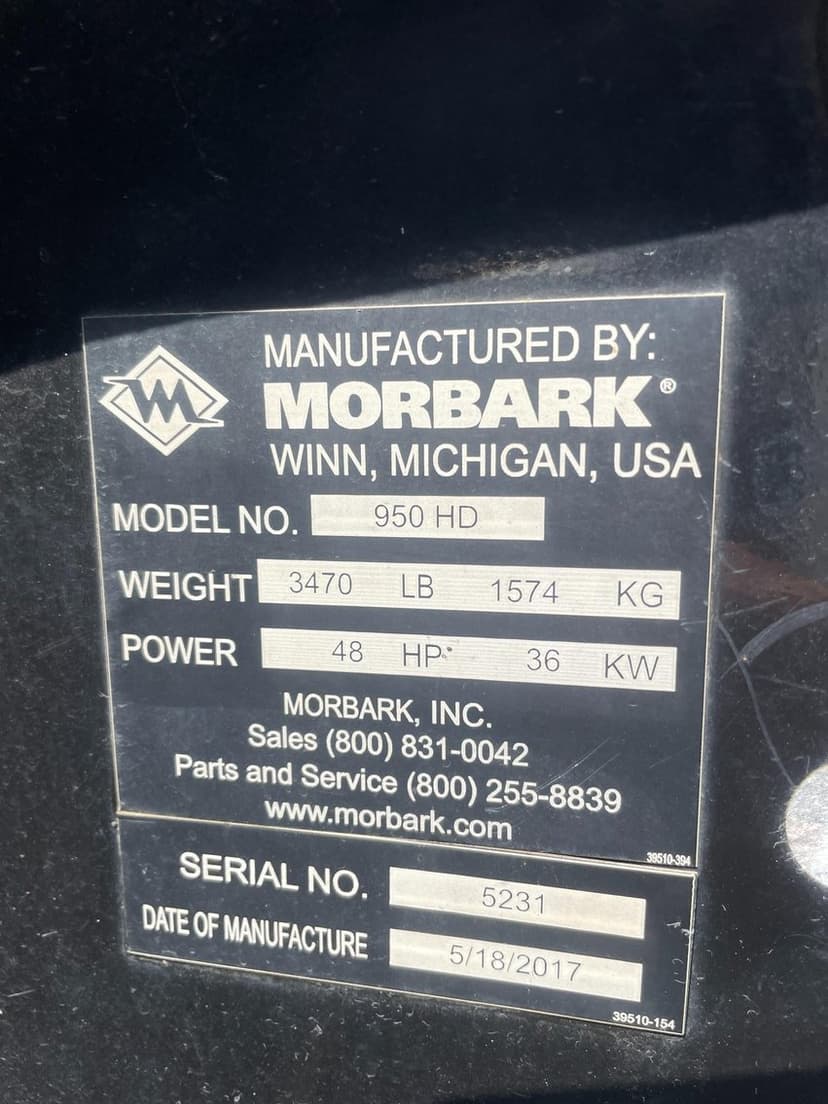 MANUFACTURED BY:
MORBARK®
WINN, MICHIGAN, USA
MODEL NO. 950 HD
WEIGHT 3470 LB 1574 KG
POWER 48 HP 36 KW
MORBARK, INC.
Sales (800) 831-0042
Parts and Service (800) 255-8839
www.morbark.com
39510-394
SERIAL NO. 5231
DATE OF MANUFACTURE 5/18/2017
39510-154